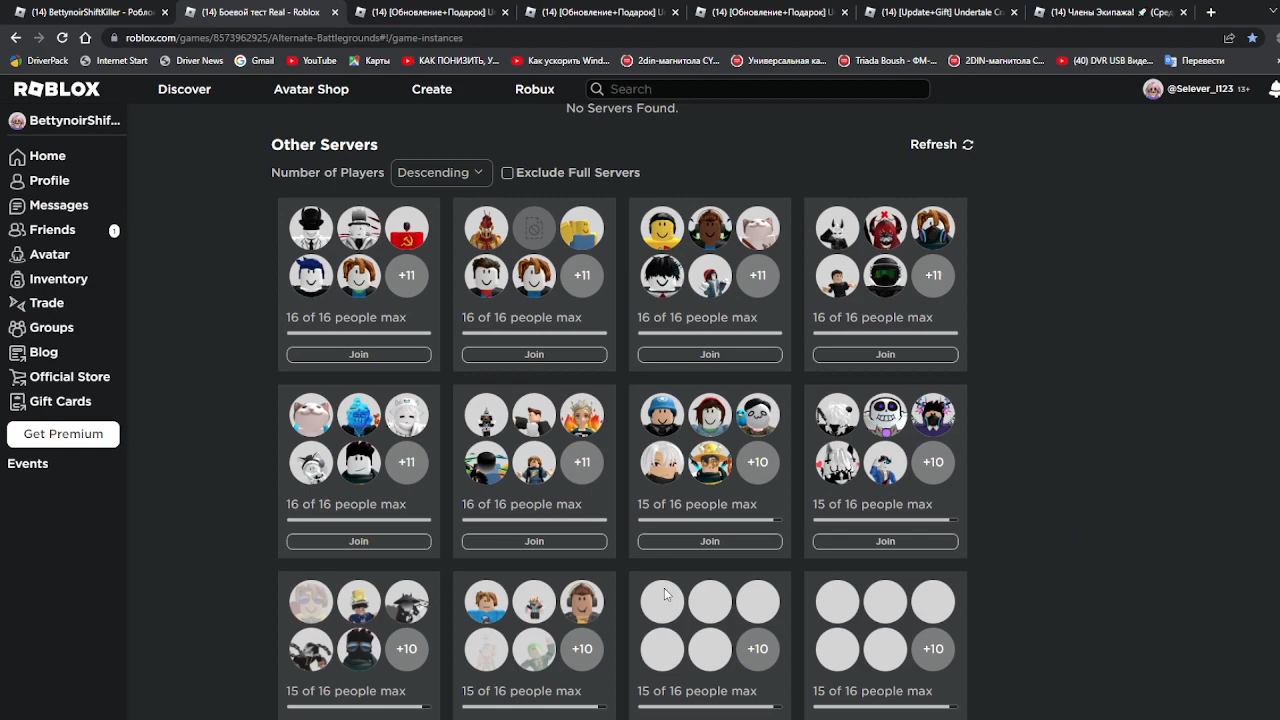 (14) BettynoirShiftKiller - Робло
(14) Боевой тест Real - Roblox
(14) [Обновление+Подарок] U
(14) [Обновление+Подарок] U
(14) [Обновление+Подарок] U
(14) [Update+Gift] Undertale Cr
(14) Члены Экипажа! (Сред
roblox.com/games/8573962925/Alternate-Battlegrounds#!/game-instances
DriverPack
Internet Start
Driver News
Gmail
YouTube
Карты
КАК ПОНИЗИТЬ, У...
Как ускорить Wind...
2din-магнитола CY...
Универсальная ка...
Triada Boush - ФМ-...
2DIN-магнитола С...
(40) DVR USB Виде...
Перевести
ROBLOX
Discover
Avatar Shop
Create
Robux
Search
@Selever_l123 13+
BettynoirShif...
Home
Profile
Messages
Friends 1
Avatar
Inventory
Trade
Groups
Blog
Official Store
Gift Cards
Get Premium
Events
No Servers Found.
Other Servers
Refresh
Number of Players
Descending
Exclude Full Servers
+11
+11
+11
+11
16 of 16 people max
16 of 16 people max
16 of 16 people max
16 of 16 people max
Join
Join
Join
Join
+11
+11
+10
+10
16 of 16 people max
16 of 16 people max
15 of 16 people max
15 of 16 people max
Join
Join
Join
Join
+10
+10
+10
+10
15 of 16 people max
15 of 16 people max
15 of 16 people max
15 of 16 people max